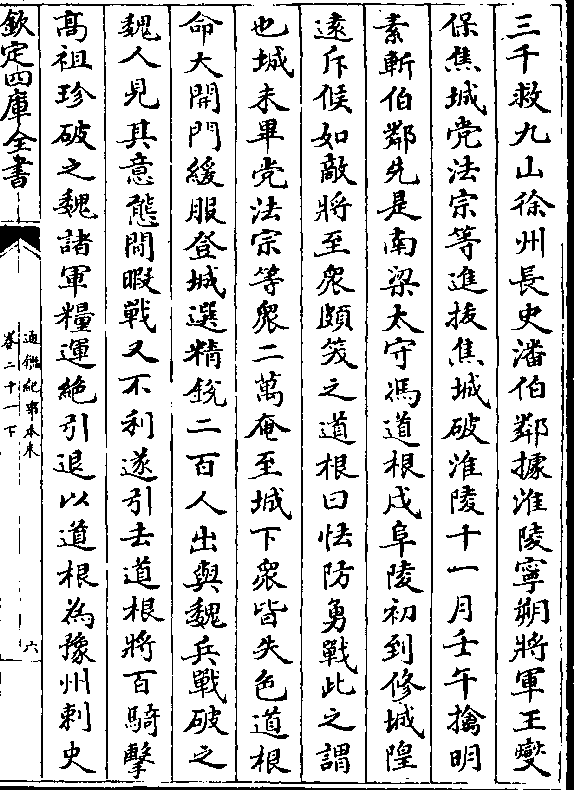 三千救九山徐州長史潘伯鄰據淮陵寧朔將軍王燮
保焦城党法宗等進拔焦城破淮陵十一月壬午擒明
素斬伯鄰先是南梁太守馮道根戍阜陵初到修城隍
遠斥候如敵將至衆頗笑之道根曰怯防勇戰此之謂
也城未畢党法宗等衆二萬奄至城下衆皆失色道根
命大開門緩服登城選精銳二百人出與魏兵戰破之
魏人見其意態閒暇戰又不利遂引去道根將百騎擊
高祖珍破之魏諸軍糧運絶引退以道根為豫州刺史
欽定四庫全書
通鑑紀事本末
卷二十一下
六